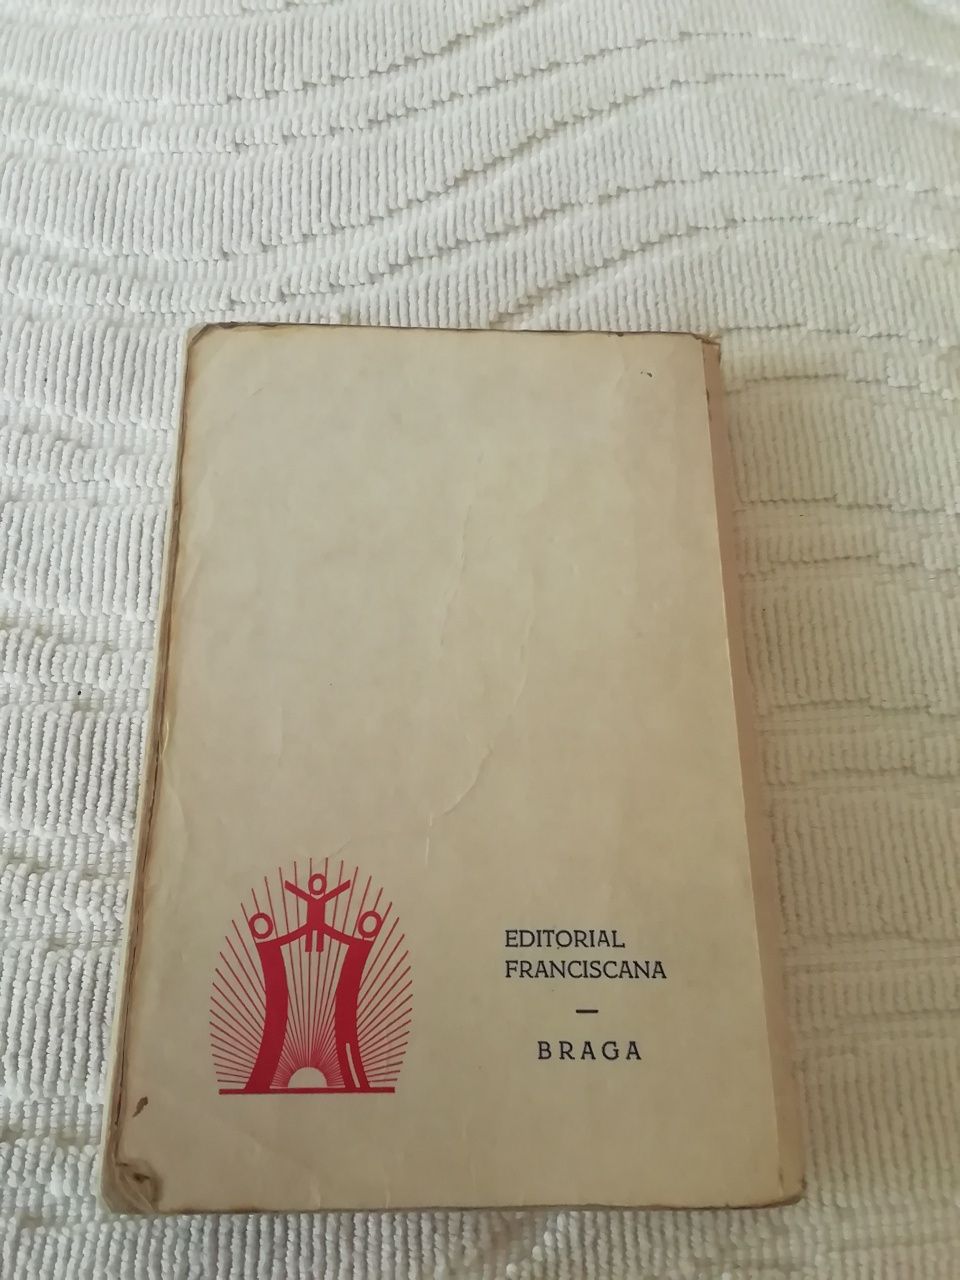 EDITORIAL
FRANCISCANA
—
BRAGA